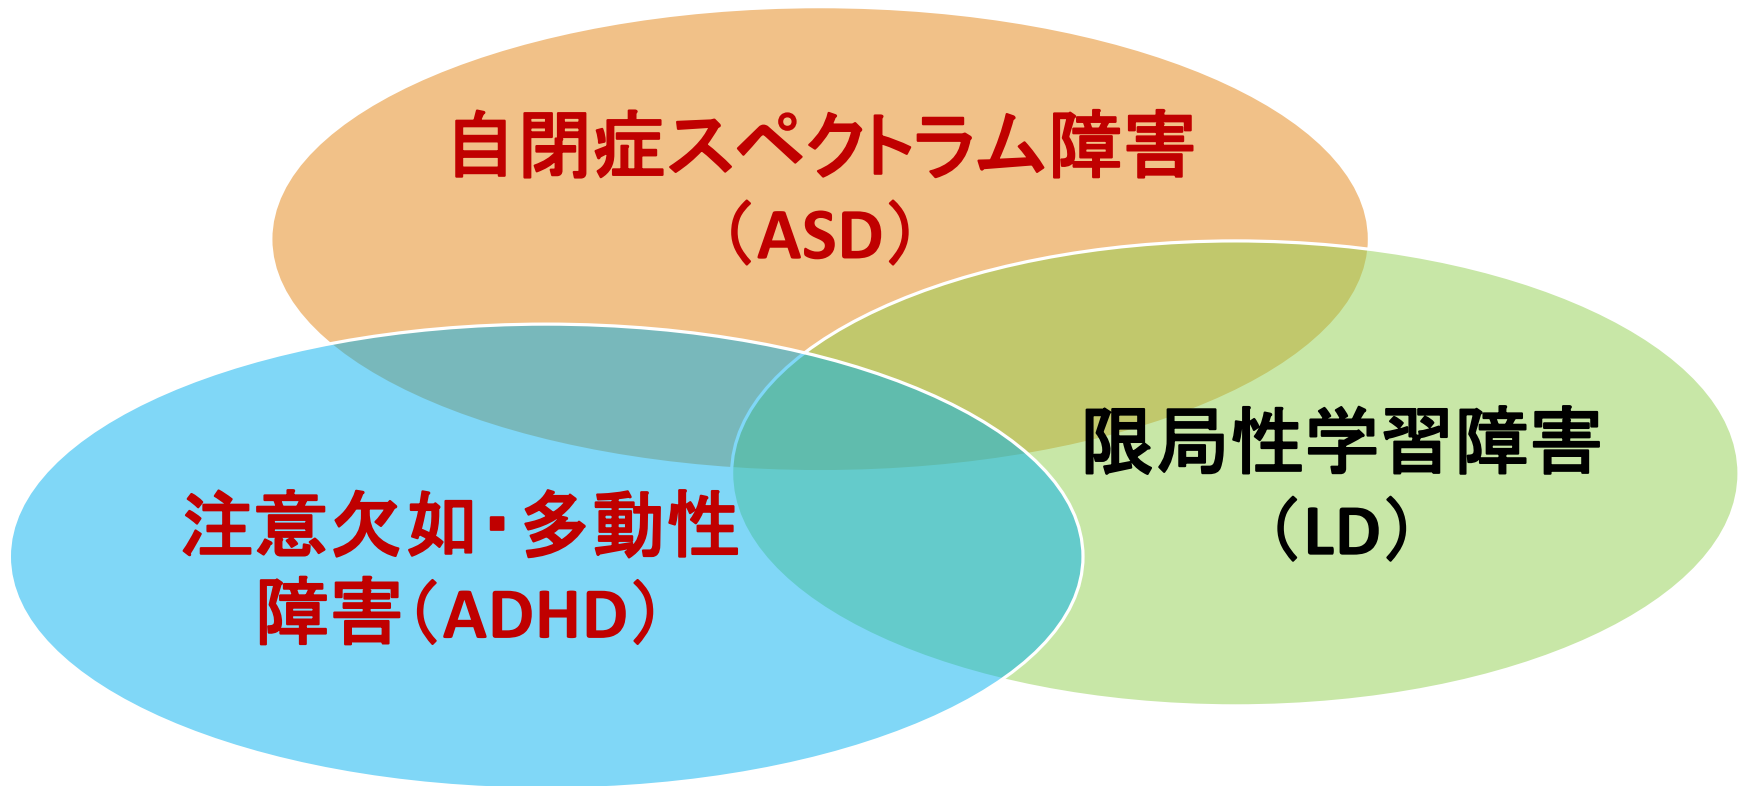 自閉症スペクトラム障害
（ASD）
限局性学習障害
（LD）
注意欠如・多動性
障害（ADHD）